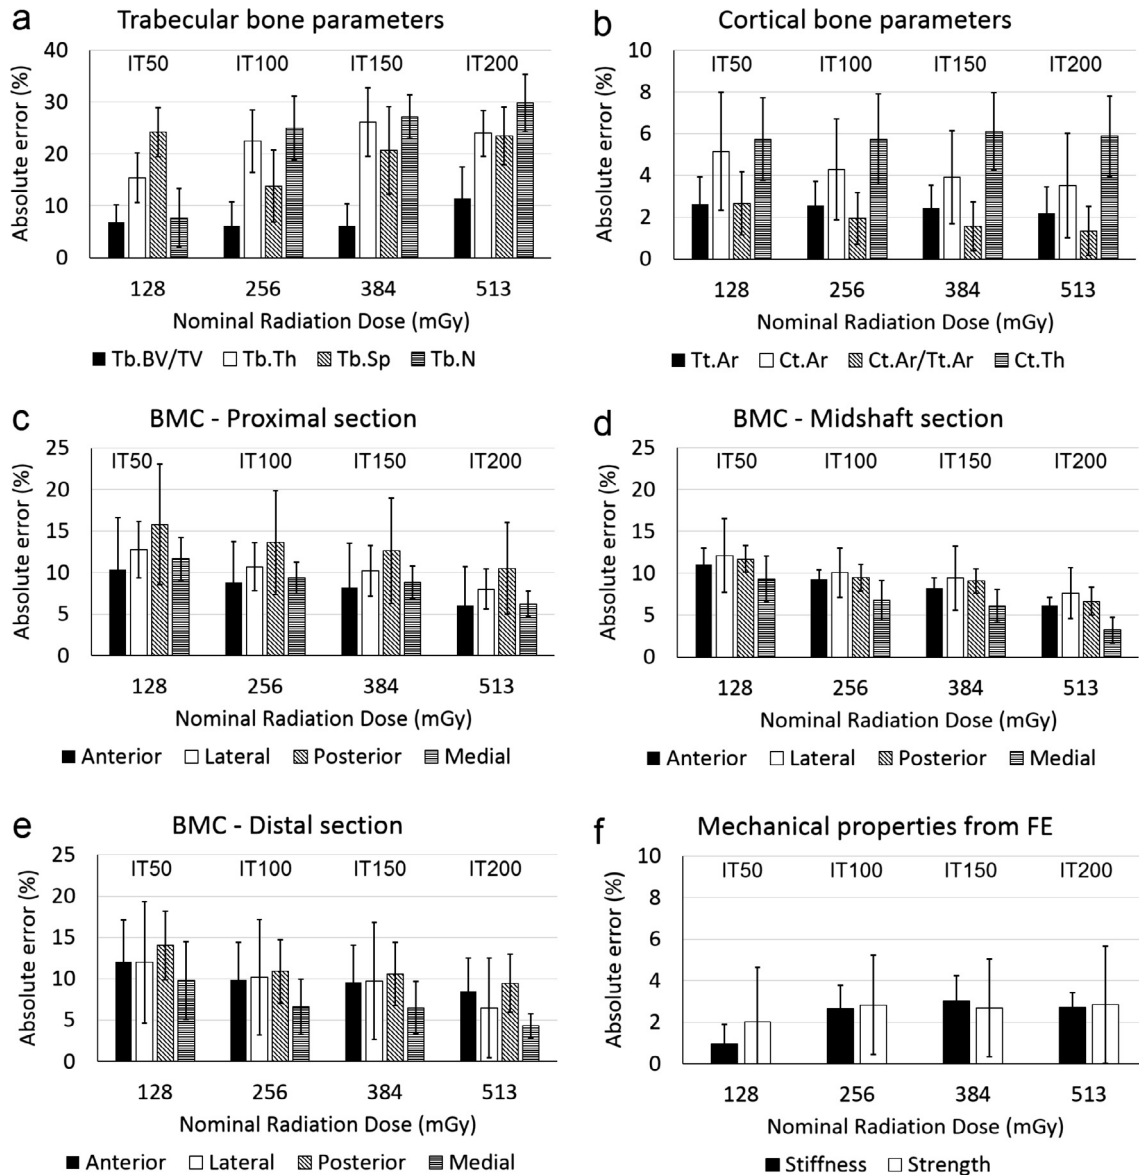 a Trabecular bone parameters
Absolute error (%)
40
30
20
10
0
IT50 IT100 IT150 IT200
128 256 384 513
Nominal Radiation Dose (mGy)
Tb.BV/TV Tb.Th Tb.Sp Tb.N
b Cortical bone parameters
Absolute error (%)
10
8
6
4
2
0
IT50 IT100 IT150 IT200
128 256 384 513
Nominal Radiation Dose (mGy)
Tt.Ar Ct.Ar Ct.Ar/Tt.Ar Ct.Th
c BMC - Proximal section
Absolute error (%)
25
20
15
10
5
0
IT50 IT100 IT150 IT200
128 256 384 513
Nominal Radiation Dose (mGy)
Anterior Lateral Posterior Medial
d BMC - Midshaft section
Absolute error (%)
25
20
15
10
5
0
IT50 IT100 IT150 IT200
128 256 384 513
Nominal Radiation Dose (mGy)
Anterior Lateral Posterior Medial
e BMC - Distal section
Absolute error (%)
25
20
15
10
5
0
IT50 IT100 IT150 IT200
128 256 384 513
Nominal Radiation Dose (mGy)
Anterior Lateral Posterior Medial
f Mechanical properties from FE
Absolute error (%)
10
8
6
4
2
0
IT50 IT100 IT150 IT200
128 256 384 513
Nominal Radiation Dose (mGy)
Stiffness Strength